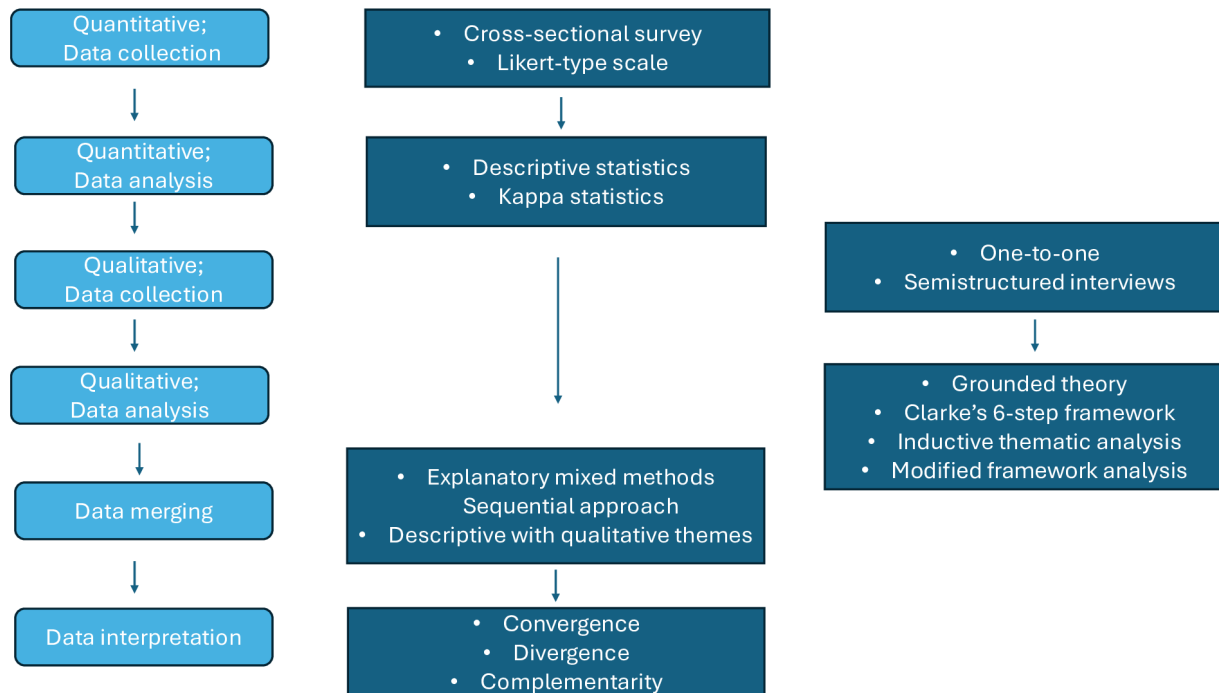 Quantitative;
Data collection
Quantitative;
Data analysis
Qualitative;
Data collection
Qualitative;
Data analysis
Data merging
Data interpretation
• Cross-sectional survey
• Likert-type scale
• Descriptive statistics
• Kappa statistics
• Explanatory mixed methods
Sequential approach
• Descriptive with qualitative themes
• Convergence
• Divergence
• Complementarity
• One-to-one
• Semistructured interviews
• Grounded theory
• Clarke’s 6-step framework
• Inductive thematic analysis
• Modified framework analysis